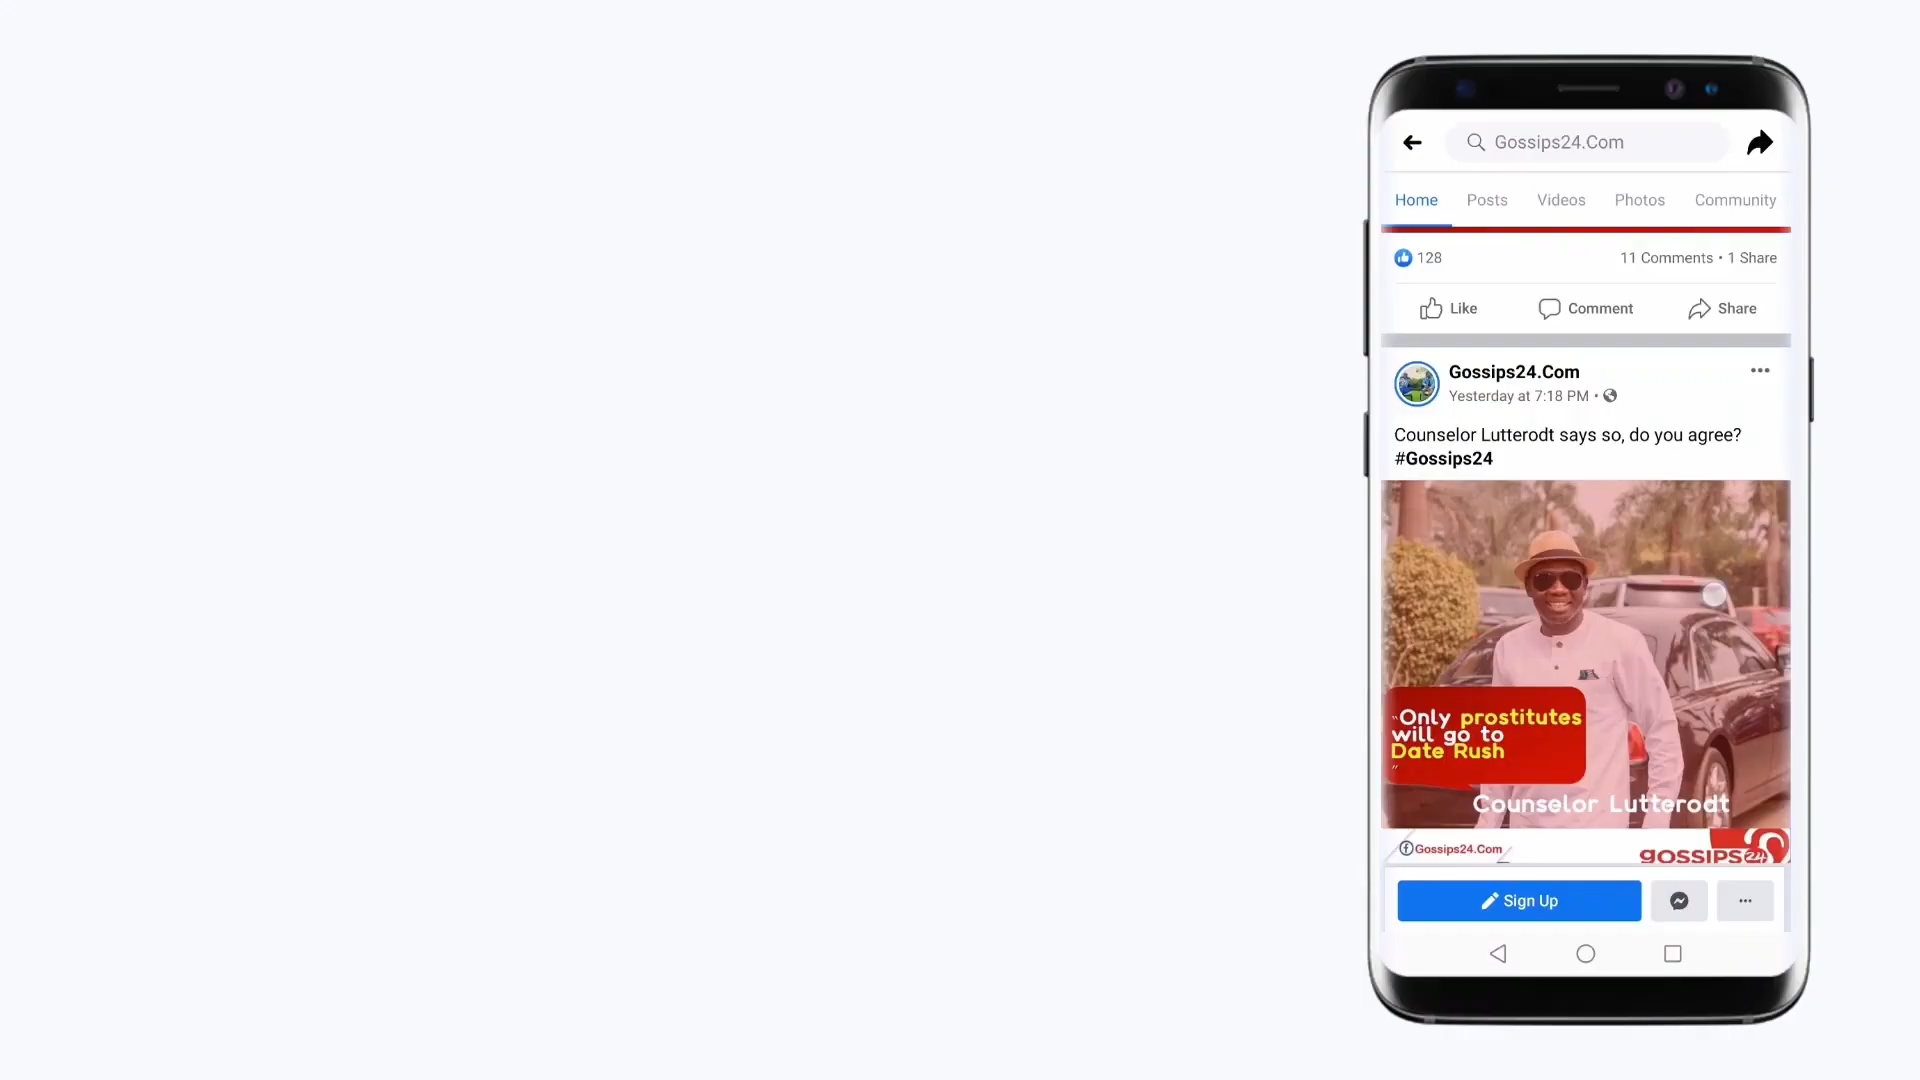 Gossips24.Com
Home Posts Videos Photos Community
128 11 Comments • 1 Share
Like Comment Share
Gossips24.Com
Yesterday at 7:18 PM •
Counselor Lutterodt says so, do you agree?
#Gossips24
"Only prostitutes
will go to
Date Rush
"
Counselor Lutterodt
Gossips24.Com
gossips24
Sign Up